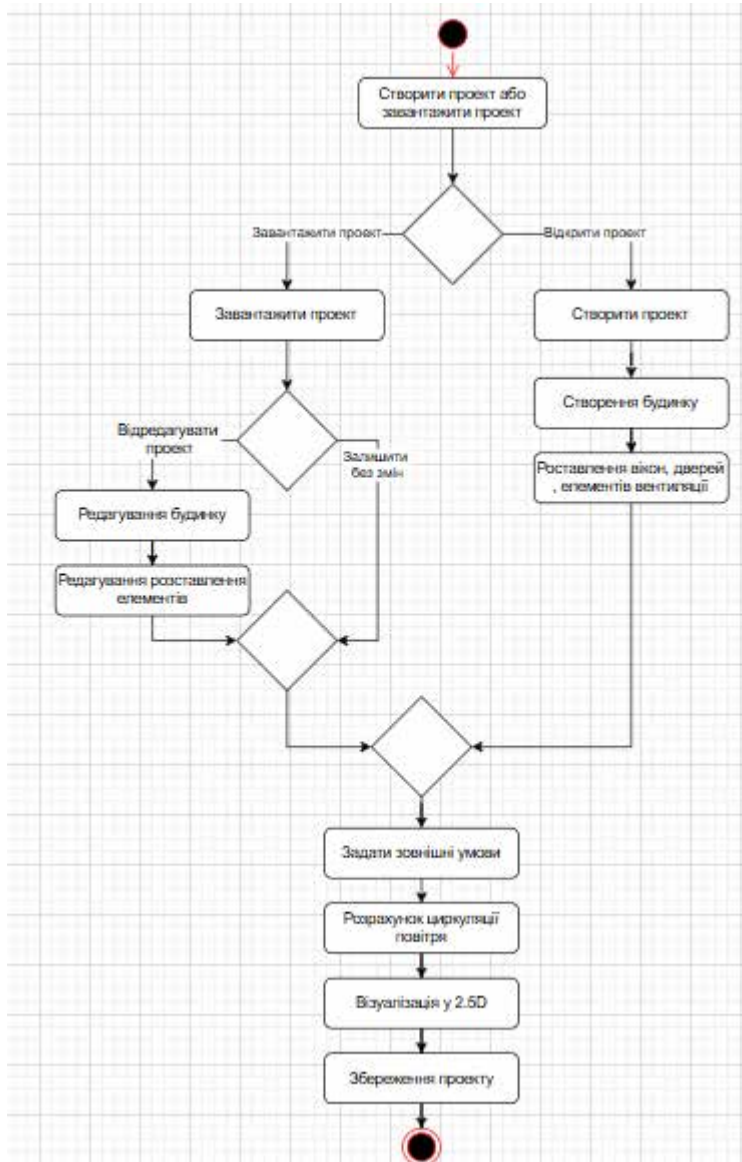 Створити проект або
завантажити проект
Завантажити проект
Відкрити проект
Завантажити проект
Створити проект
Створення будинку
Відредагувати
проект
Залишити
без змін
Роставлення вікон, дверей
, елементів вентиляції
Редагування будинку
Редагування розставлення
елементів
Задати зовнішні умови
Розрахунок циркуляції
повітря
Візуалізація у 2.5D
Збереження проекту